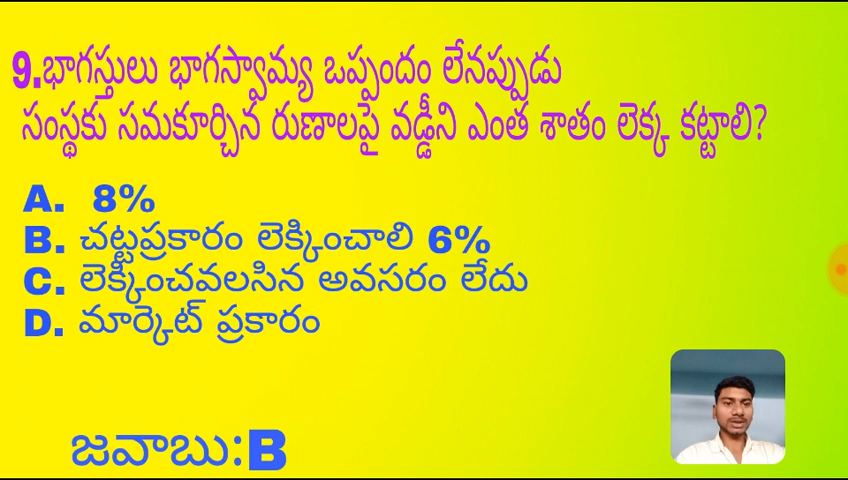 9.భాగస్తులు భాగస్వామ్య ఒప్పందం లేనప్పుడు
సంస్థకు సమకూర్చిన రుణాలపై వడ్డీని ఎంత శాతం లెక్క కట్టాలి?
A. 8%
B. చట్టప్రకారం లెక్కించాలి 6%
C. లెక్కించవలసిన అవసరం లేదు
D. మార్కెట్ ప్రకారం
జవాబు:B